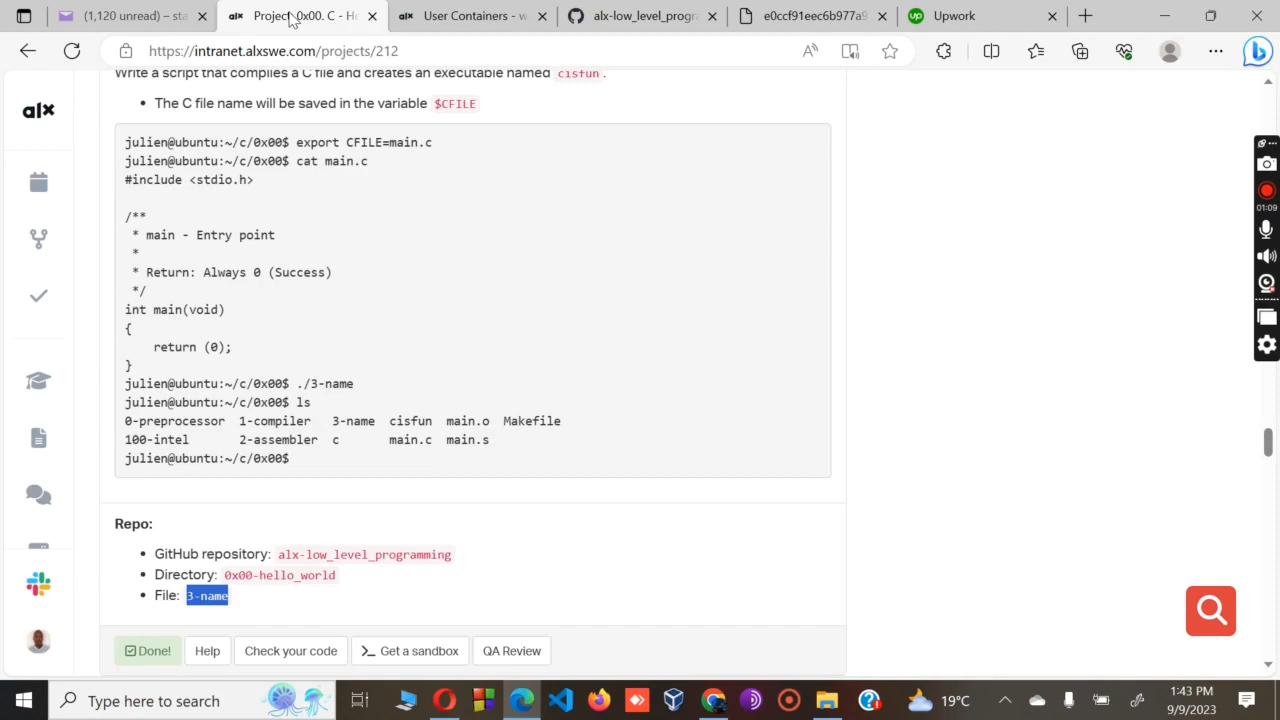 (1,120 unread) – sta
Project 0x00. C - He
User Containers - w
alx-low_level_progra
e0ccf91eec6b977a9
Upwork
https://intranet.alxswe.com/projects/212
Write a script that compiles a C file and creates an executable named cisfun.
• The C file name will be saved in the variable $CFILE
julien@ubuntu:~/c/0x00$ export CFILE=main.c
julien@ubuntu:~/c/0x00$ cat main.c
#include <stdio.h>
/**
* main - Entry point
*
* Return: Always 0 (Success)
*/
int main(void)
{
return (0);
}
julien@ubuntu:~/c/0x00$ ./3-name
julien@ubuntu:~/c/0x00$ ls
0-preprocessor 1-compiler 3-name cisfun main.o Makefile
100-intel 2-assembler c main.c main.s
julien@ubuntu:~/c/0x00$
Repo:
• GitHub repository: alx-low_level_programming
• Directory: 0x00-hello_world
• File: 3-name
Done! Help Check your code Get a sandbox QA Review
alx
01:09
Type here to search
19°C
1:43 PM
9/9/2023